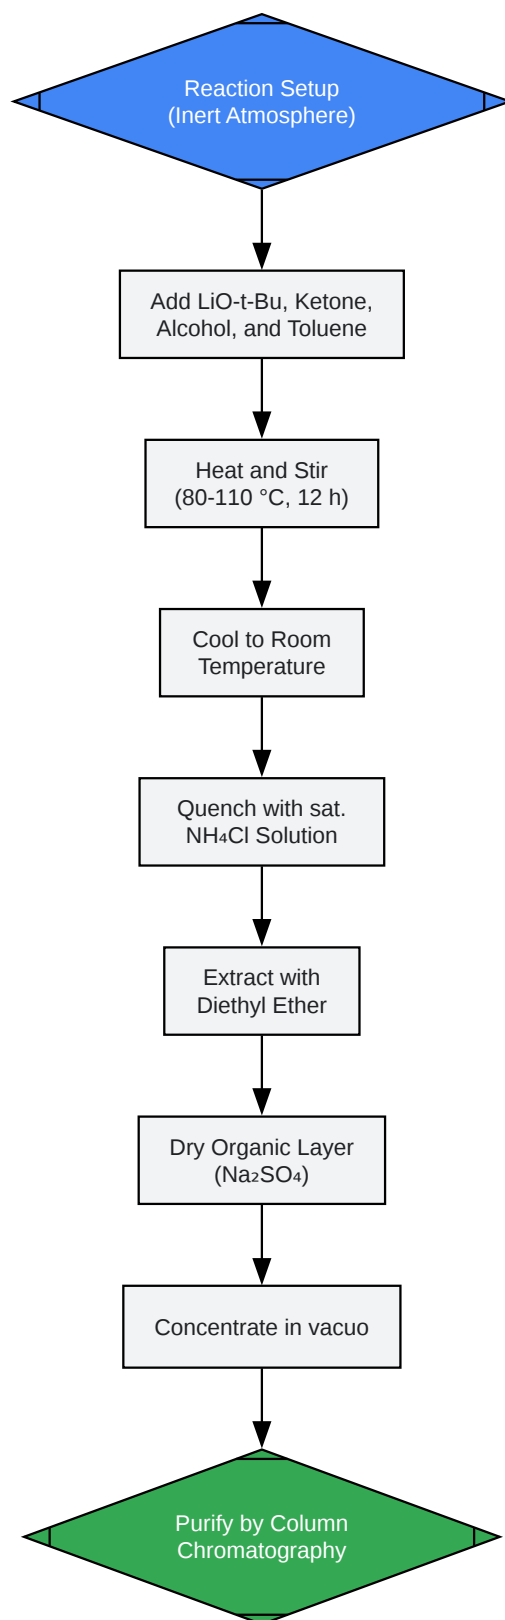 Reaction Setup
(Inert Atmosphere)
Add LiO-t-Bu, Ketone,
Alcohol, and Toluene
Heat and Stir
(80-110 °C, 12 h)
Cool to Room
Temperature
Quench with sat.
NH₄Cl Solution
Extract with
Diethyl Ether
Dry Organic Layer
(Na₂SO₄)
Concentrate in vacuo
Purify by Column
Chromatography